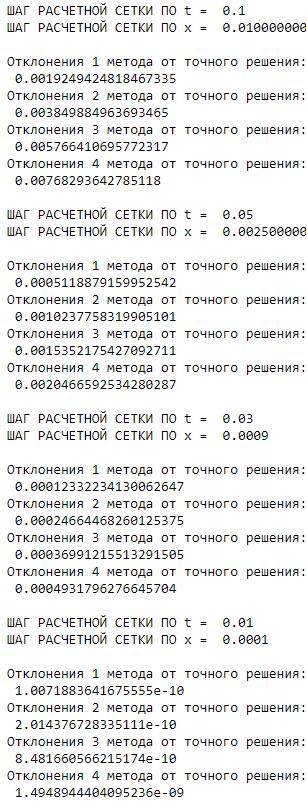 ШАГ РАСЧЕТНОЙ СЕТКИ ПО t =  0.1
ШАГ РАСЧЕТНОЙ СЕТКИ ПО x =  0.010000000
Отклонения 1 метода от точного решения:
0.0019249424818467335
Отклонения 2 метода от точного решения:
0.003849884963693465
Отклонения 3 метода от точного решения:
0.005766410695772317
Отклонения 4 метода от точного решения:
0.00768293642785118
ШАГ РАСЧЕТНОЙ СЕТКИ ПО t =  0.05
ШАГ РАСЧЕТНОЙ СЕТКИ ПО x =  0.002500000
Отклонения 1 метода от точного решения:
0.0005118879159952542
Отклонения 2 метода от точного решения:
0.0010237758319905101
Отклонения 3 метода от точного решения:
0.0015352175427092711
Отклонения 4 метода от точного решения:
0.0020466592534280287
ШАГ РАСЧЕТНОЙ СЕТКИ ПО t =  0.03
ШАГ РАСЧЕТНОЙ СЕТКИ ПО x =  0.0009
Отклонения 1 метода от точного решения:
0.00012332234130062647
Отклонения 2 метода от точного решения:
0.00024664468260125375
Отклонения 3 метода от точного решения:
0.00036991215513291505
Отклонения 4 метода от точного решения:
0.0004931796276645704
ШАГ РАСЧЕТНОЙ СЕТКИ ПО t =  0.01
ШАГ РАСЧЕТНОЙ СЕТКИ ПО x =  0.0001
Отклонения 1 метода от точного решения:
1.0071883641675555e-10
Отклонения 2 метода от точного решения:
2.014376728335111e-10
Отклонения 3 метода от точного решения:
8.481660566215174e-10
Отклонения 4 метода от точного решения:
1.4948944404095236e-09